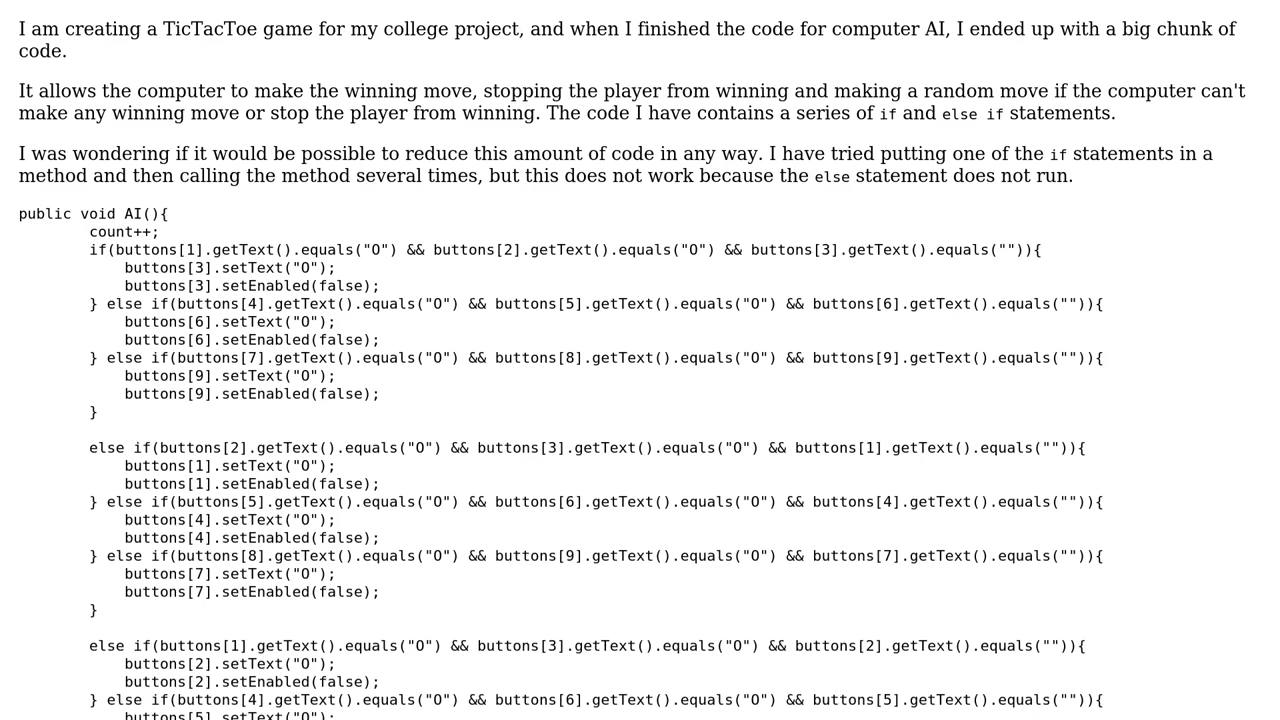 I am creating a TicTacToe game for my college project, and when I finished the code for computer AI, I ended up with a big chunk of
code.
It allows the computer to make the winning move, stopping the player from winning and making a random move if the computer can't
make any winning move or stop the player from winning. The code I have contains a series of if and else if statements.
I was wondering if it would be possible to reduce this amount of code in any way. I have tried putting one of the if statements in a
method and then calling the method several times, but this does not work because the else statement does not run.
public void AI(){
        count++;
        if(buttons[1].getText().equals("O") && buttons[2].getText().equals("O") && buttons[3].getText().equals("")){
            buttons[3].setText("O");
            buttons[3].setEnabled(false);
        } else if(buttons[4].getText().equals("O") && buttons[5].getText().equals("O") && buttons[6].getText().equals("")){
            buttons[6].setText("O");
            buttons[6].setEnabled(false);
        } else if(buttons[7].getText().equals("O") && buttons[8].getText().equals("O") && buttons[9].getText().equals("")){
            buttons[9].setText("O");
            buttons[9].setEnabled(false);
        }
        else if(buttons[2].getText().equals("O") && buttons[3].getText().equals("O") && buttons[1].getText().equals("")){
            buttons[1].setText("O");
            buttons[1].setEnabled(false);
        } else if(buttons[5].getText().equals("O") && buttons[6].getText().equals("O") && buttons[4].getText().equals("")){
            buttons[4].setText("O");
            buttons[4].setEnabled(false);
        } else if(buttons[8].getText().equals("O") && buttons[9].getText().equals("O") && buttons[7].getText().equals("")){
            buttons[7].setText("O");
            buttons[7].setEnabled(false);
        }
        else if(buttons[1].getText().equals("O") && buttons[3].getText().equals("O") && buttons[2].getText().equals("")){
            buttons[2].setText("O");
            buttons[2].setEnabled(false);
        } else if(buttons[4].getText().equals("O") && buttons[6].getText().equals("O") && buttons[5].getText().equals("")){
            buttons[5].setText("O");